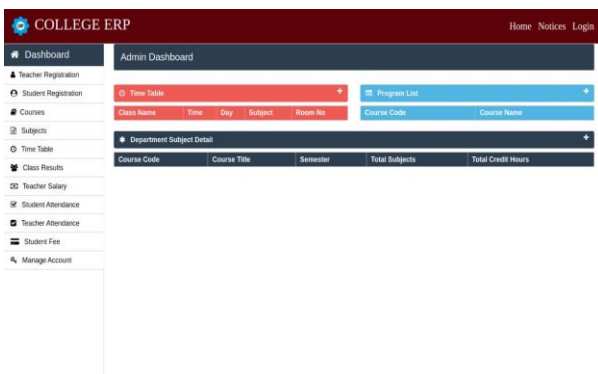 COLLEGE ERP
Home Notices Login
Dashboard
Teacher Registration
Student Registration
Courses
Subjects
Time Table
Class Results
Teacher Salary
Student Attendance
Teacher Attendance
Student Fee
Manage Account
Admin Dashboard
Time Table +
Class Name Time Day Subject Room No
Program List +
Course Code Course Name
Department Subject Detail +
Course Code Course Title Semester Total Subjects Total Credit Hours